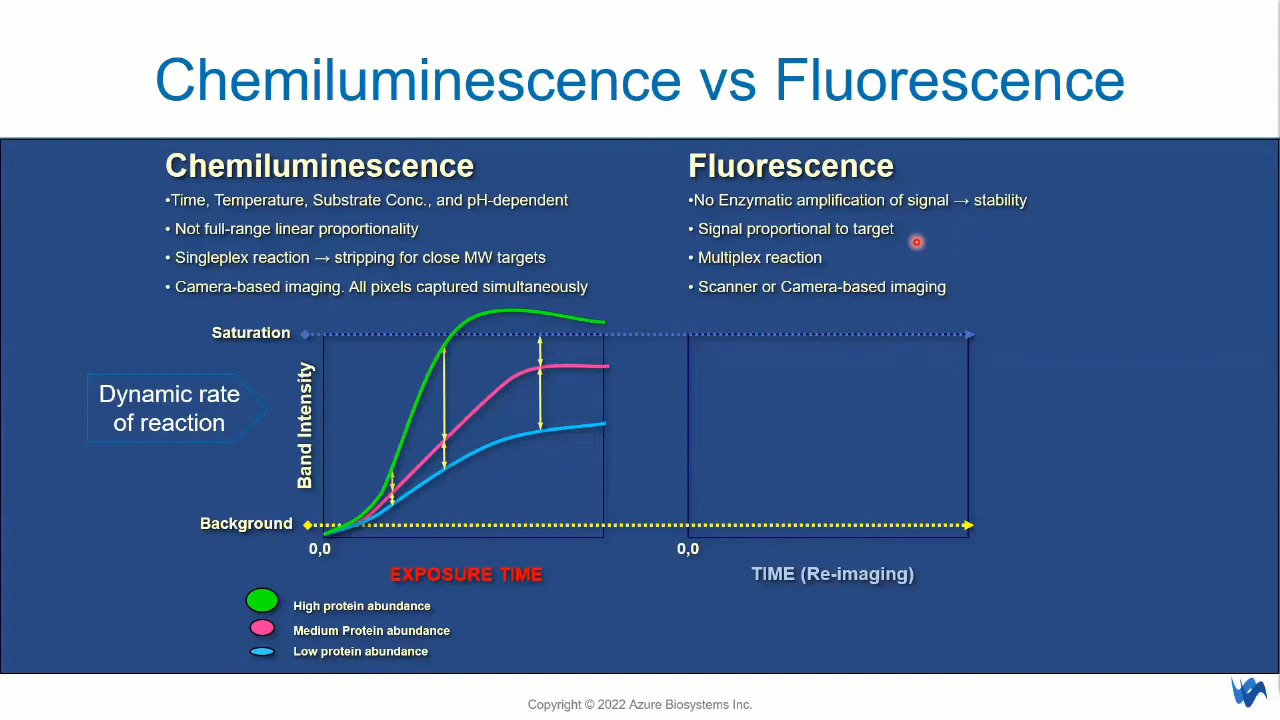 Chemiluminescence vs Fluorescence
Chemiluminescence
•Time, Temperature, Substrate Conc., and pH-dependent
• Not full-range linear proportionality
• Singleplex reaction → stripping for close MW targets
• Camera-based imaging. All pixels captured simultaneously
Fluorescence
•No Enzymatic amplification of signal → stability
• Signal proportional to target
• Multiplex reaction
• Scanner or Camera-based imaging
Saturation
Dynamic rate
of reaction
Band Intensity
Background
0,0
0,0
EXPOSURE TIME
TIME (Re-imaging)
High protein abundance
Medium Protein abundance
Low protein abundance
Copyright © 2022 Azure Biosystems Inc.